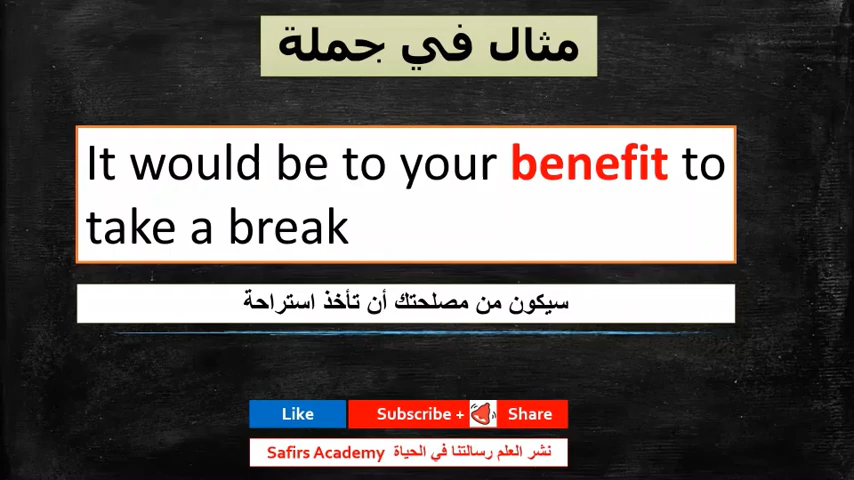 مثال في جملة
It would be to your benefit to
take a break
سيكون من مصلحتك أن تأخذ استراحة
Like
Subscribe + Share
نشر العلم رسالتنا في الحياة Safirs Academy